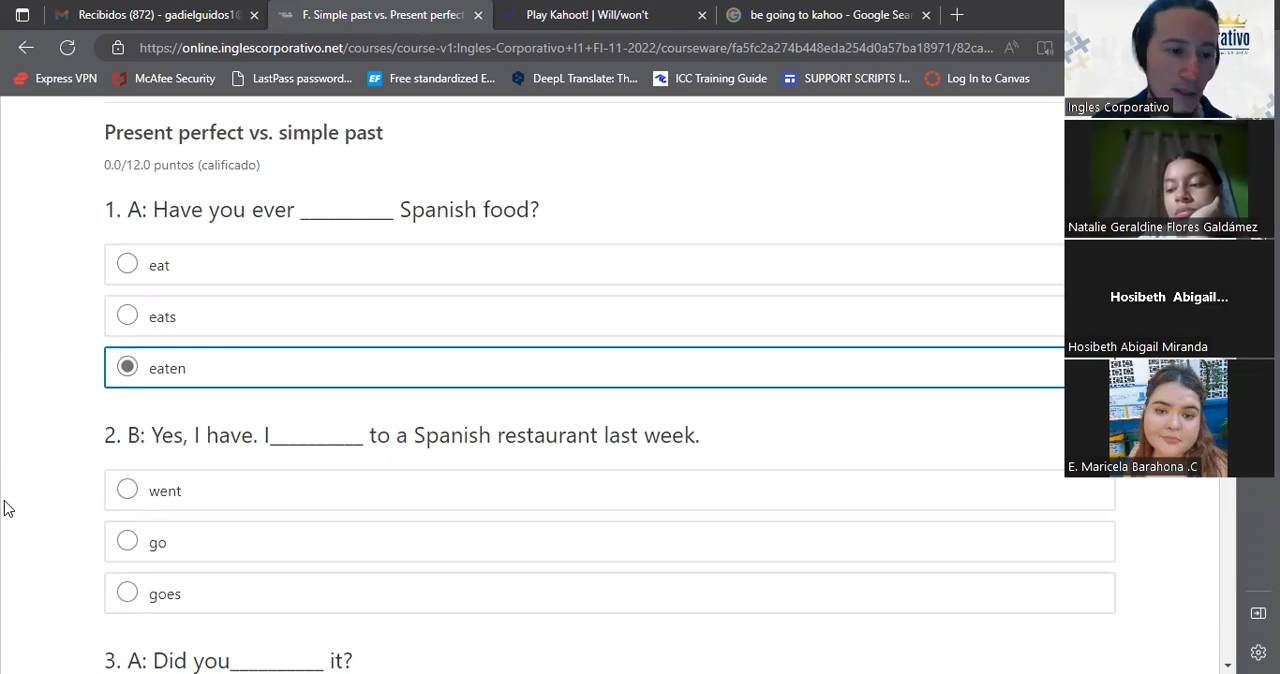 Recibidos (872) - gadielguidos1@
F. Simple past vs. Present perfect
Play Kahoot! | Will/won't
be going to kahoo - Google Sear
https://online.inglescorporativo.net/courses/course-v1:Ingles-Corporativo+I1+FI-11-2022/courseware/fa5fc2a274b448eda254d0a57ba18971/82ca...
Express VPN
McAfee Security
LastPass password...
Free standardized E...
DeepL Translate: Th...
ICC Training Guide
SUPPORT SCRIPTS I...
Log In to Canvas
Present perfect vs. simple past
0.0/12.0 puntos (calificado)
1. A: Have you ever _________ Spanish food?
eat
eats
eaten
2. B: Yes, I have. I_________ to a Spanish restaurant last week.
went
go
goes
3. A: Did you_________ it?
rativo
Ingles Corporativo
Natalie Geraldine Flores Galdámez
Hosibeth Abigail...
Hosibeth Abigail Miranda
E. Maricela Barahona .C